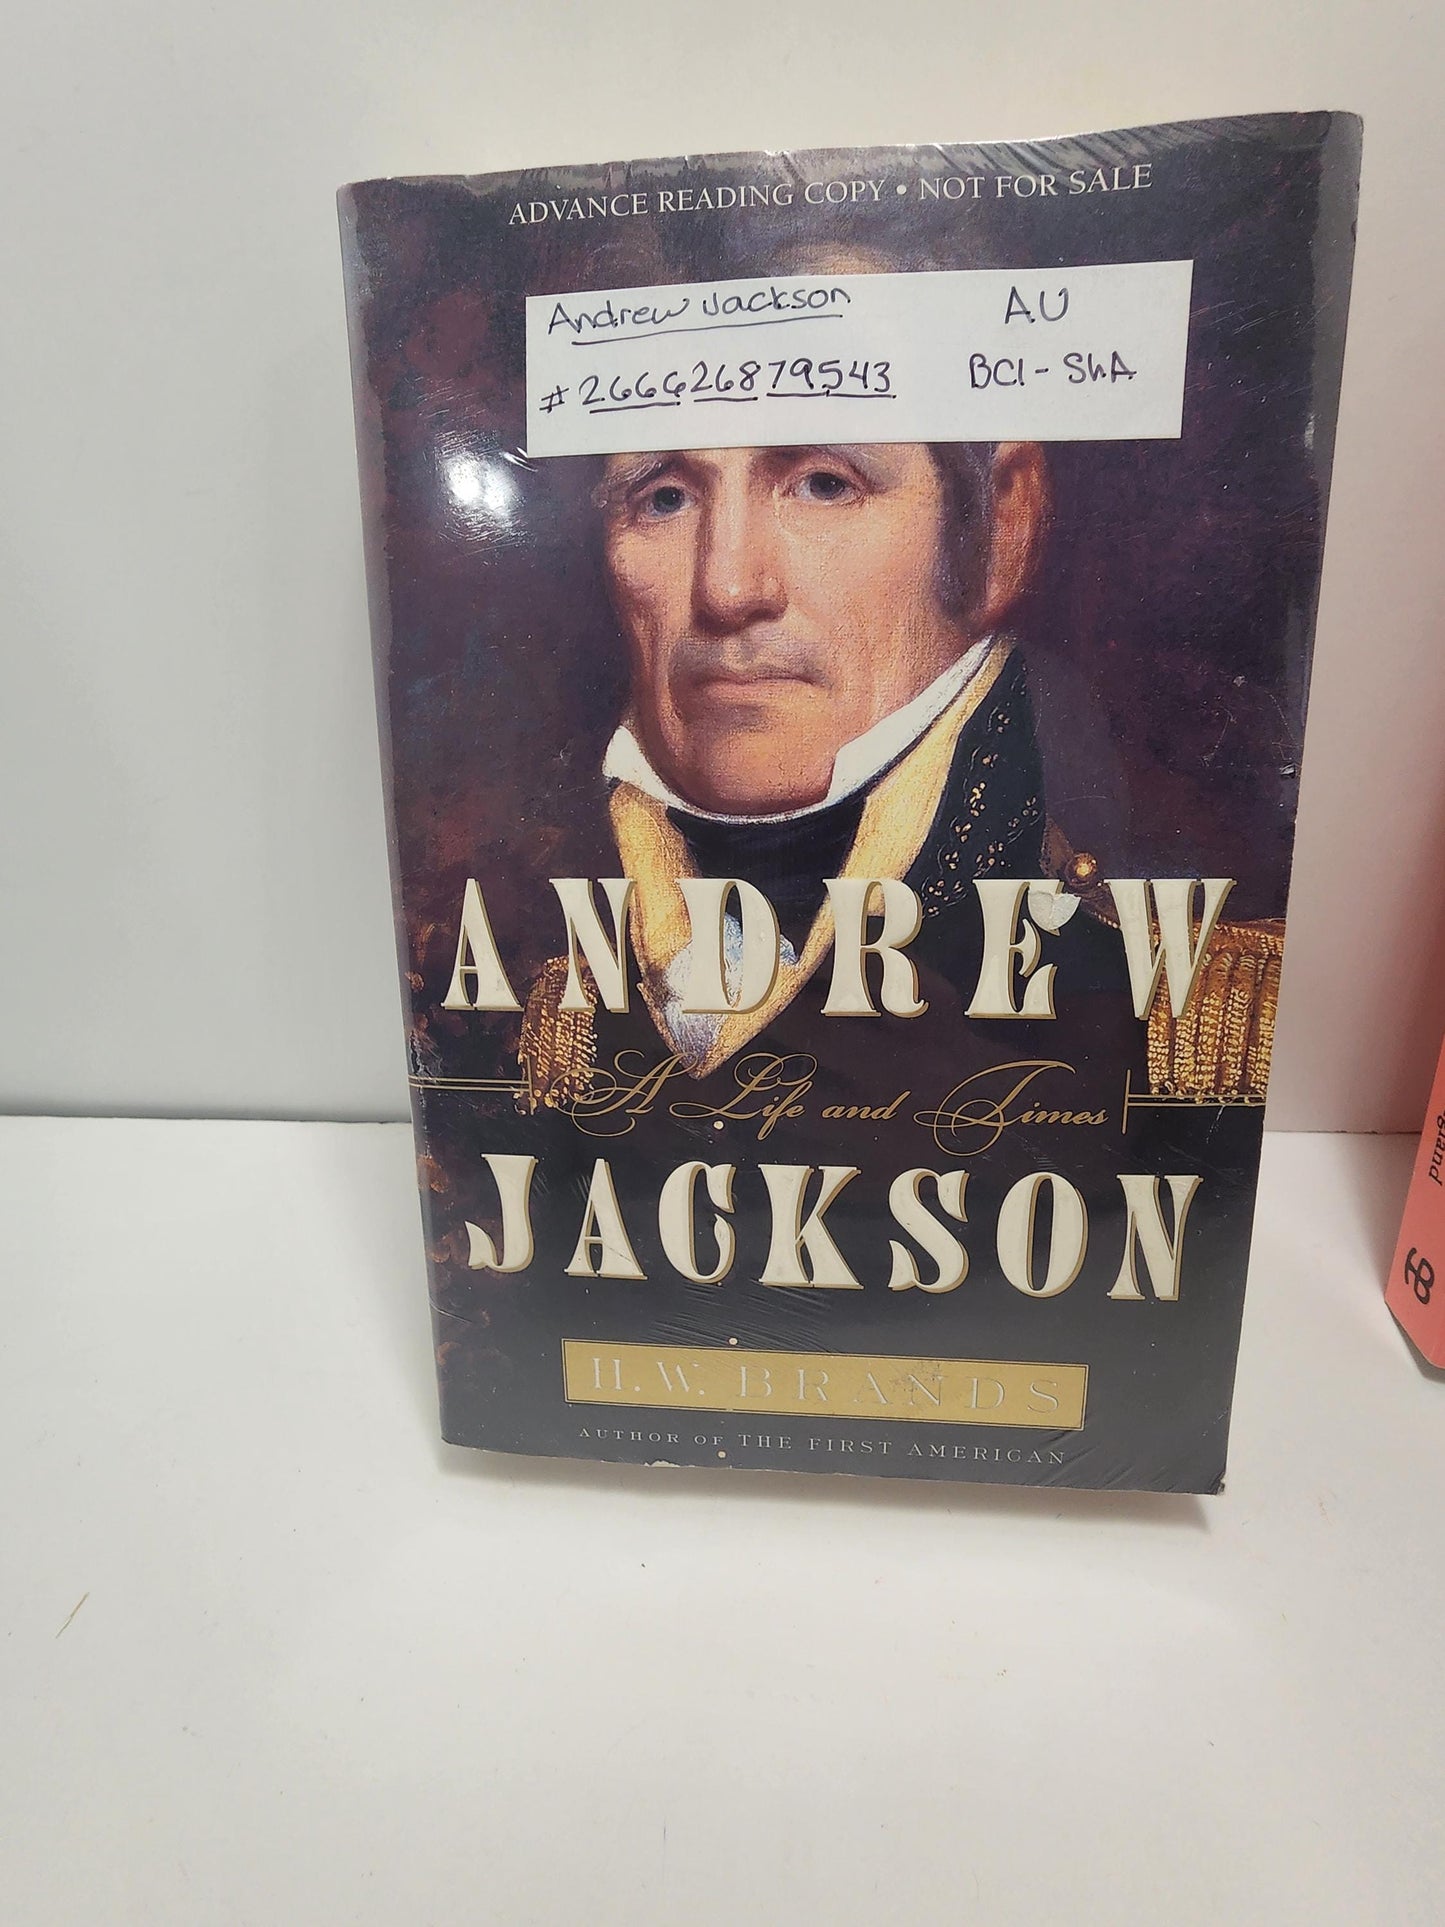 ADVANCE READING COPY • NOT FOR SALE
Andrew Jackson AU
#266626879543 BC1-ShA
ANDREW
A Life and Times
JACKSON
H.W. BRANDS
AUTHOR OF THE FIRST AMERICAN